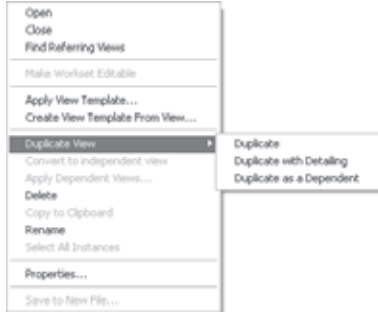 Open
Close
Find Referring Views
Make Workset Editable
Apply View Template...
Create View Template From View....
Duplicate View
Duplicate
Convert to independent view
Duplicate with Detailing
Apply Dependent Views....
Duplicate as a Dependent
Delete
Copy to Clipboard
Rename
Select All Instances
Properties...
Save to New File...